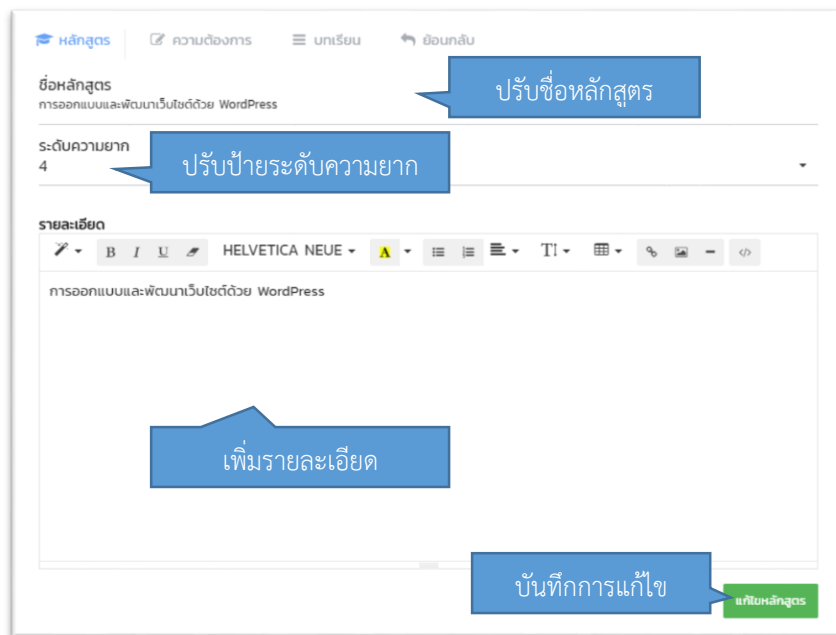 หลักสูตร ความต้องการ บทเรียน ย้อนกลับ
ชื่อหลักสูตร
การออกแบบและพัฒนาเว็บไซต์ด้วย WordPress
ปรับชื่อหลักสูตร
ระดับความยาก
4
ปรับป้ายระดับความยาก
รายละเอียด
B I U HELVETICA NEUE A TI </>
การออกแบบและพัฒนาเว็บไซต์ด้วย WordPress
เพิ่มรายละเอียด
บันทึกการแก้ไข
แก้ไขหลักสูตร